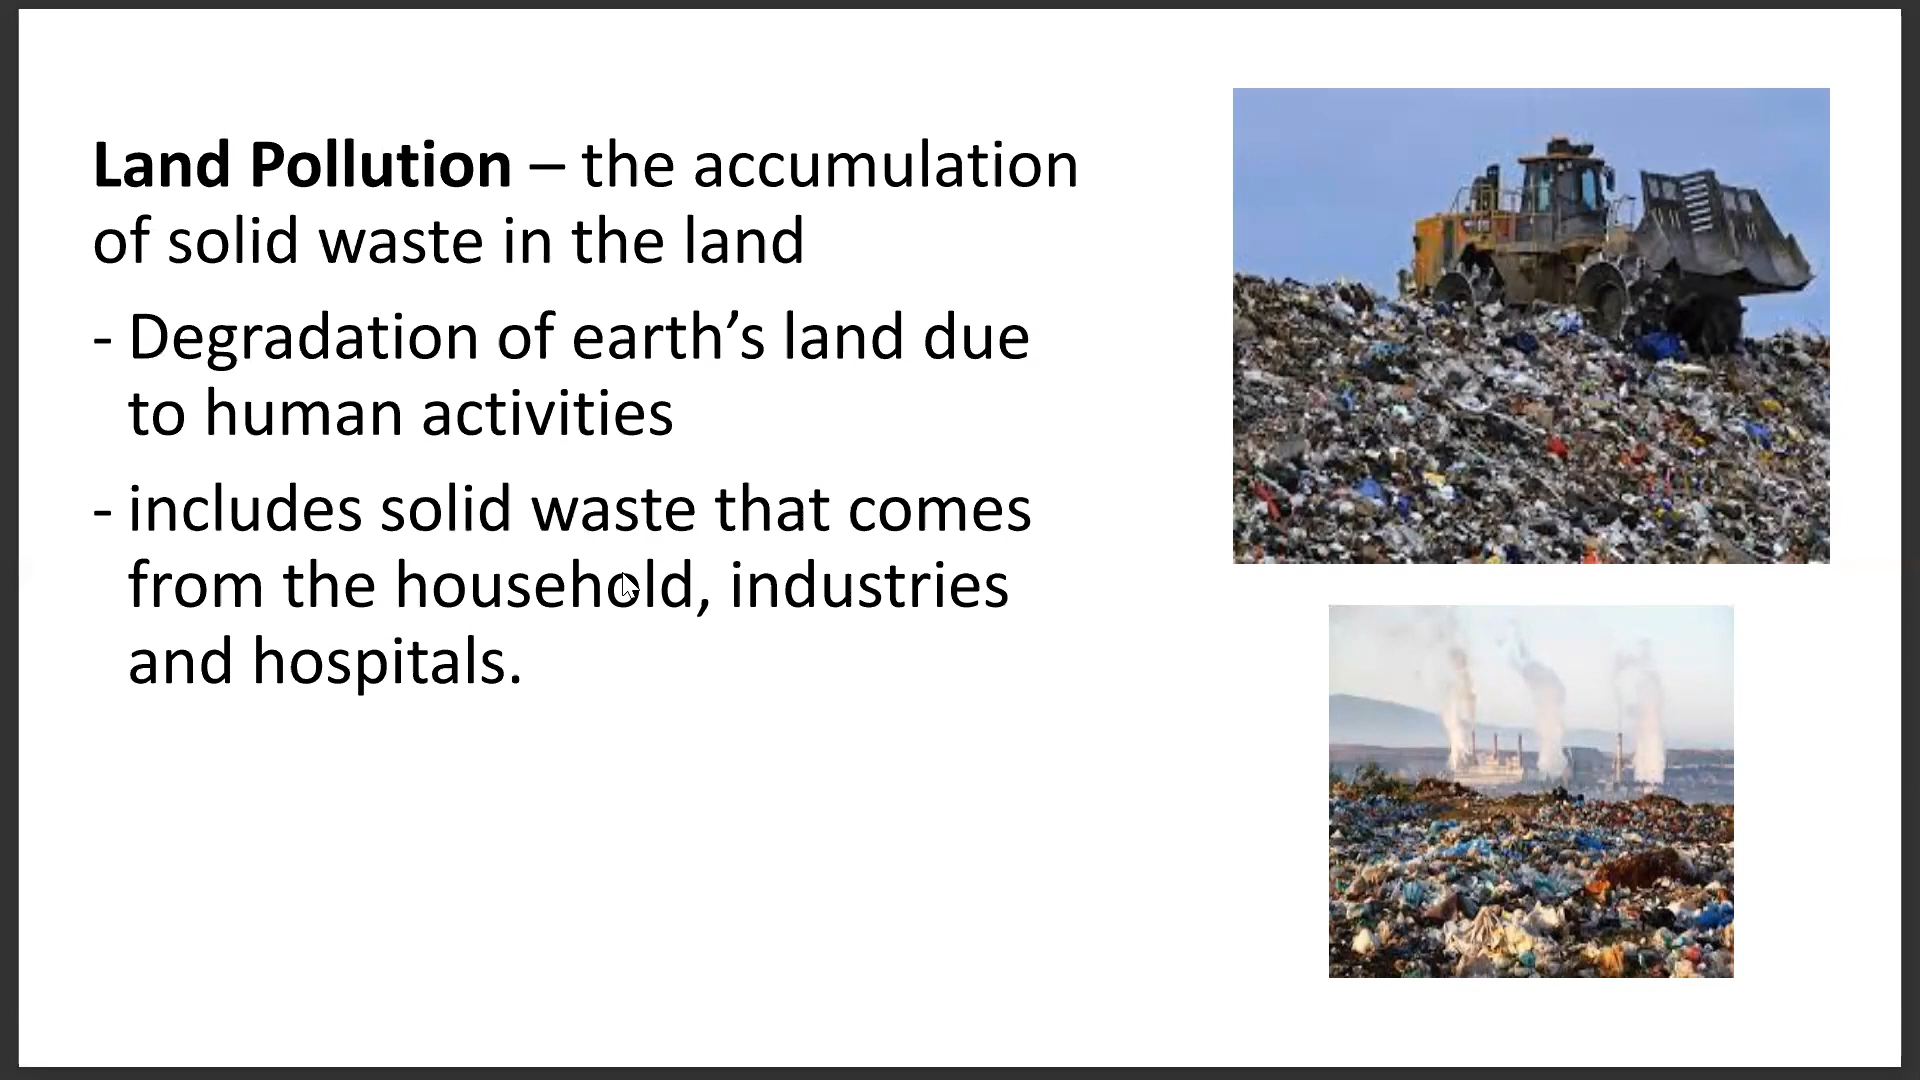 Land Pollution – the accumulation
of solid waste in the land
- Degradation of earth’s land due
to human activities
- includes solid waste that comes
from the household, industries
and hospitals.